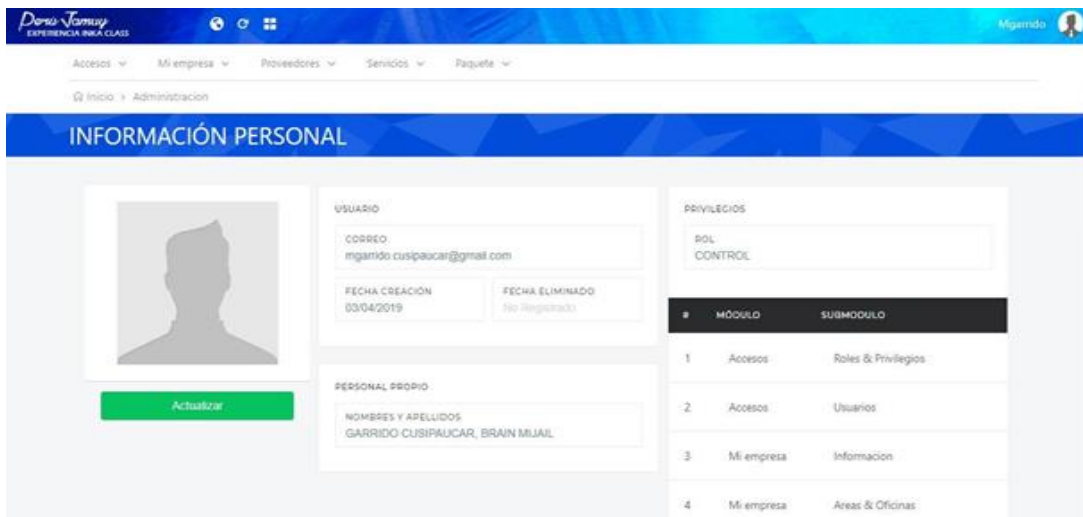 Perú Jamuy
EXPERIENCIA INKA CLASS
Mgarrido
Accesos
Mi empresa
Proveedores
Servicios
Paquete
Inicio > Administracion
INFORMACIÓN PERSONAL
USUARIO
CORREO
mgarrido.cusipaucar@gmail.com
FECHA CREACIÓN
03/04/2019
FECHA ELIMINADO
No Registrado
Actualizar
PERSONAL PROPIO
NOMBRES Y APELLIDOS
GARRIDO CUSIPAUCAR, BRAIN MIJAIL
PRIVILEGIOS
ROL
CONTROL
# MÓDULO SUBMODULO
1 Accesos Roles & Privilegios
2 Accesos Usuarios
3 Mi empresa Informacion
4 Mi empresa Areas & Oficinas